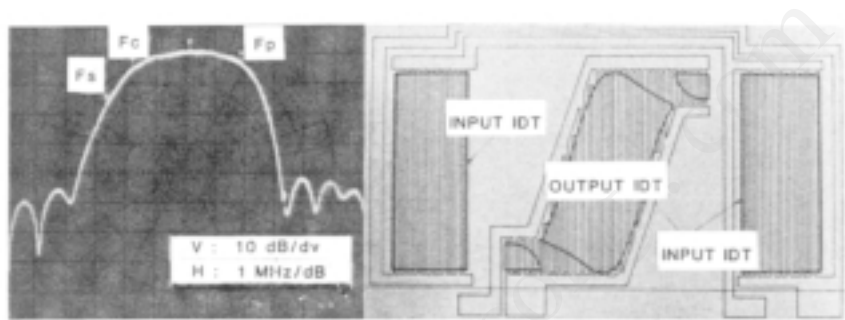 Fc
Fp
Fs
V : 10 dB/dv
H : 1 MHz/dB
INPUT IDT
OUTPUT IDT
INPUT IDT